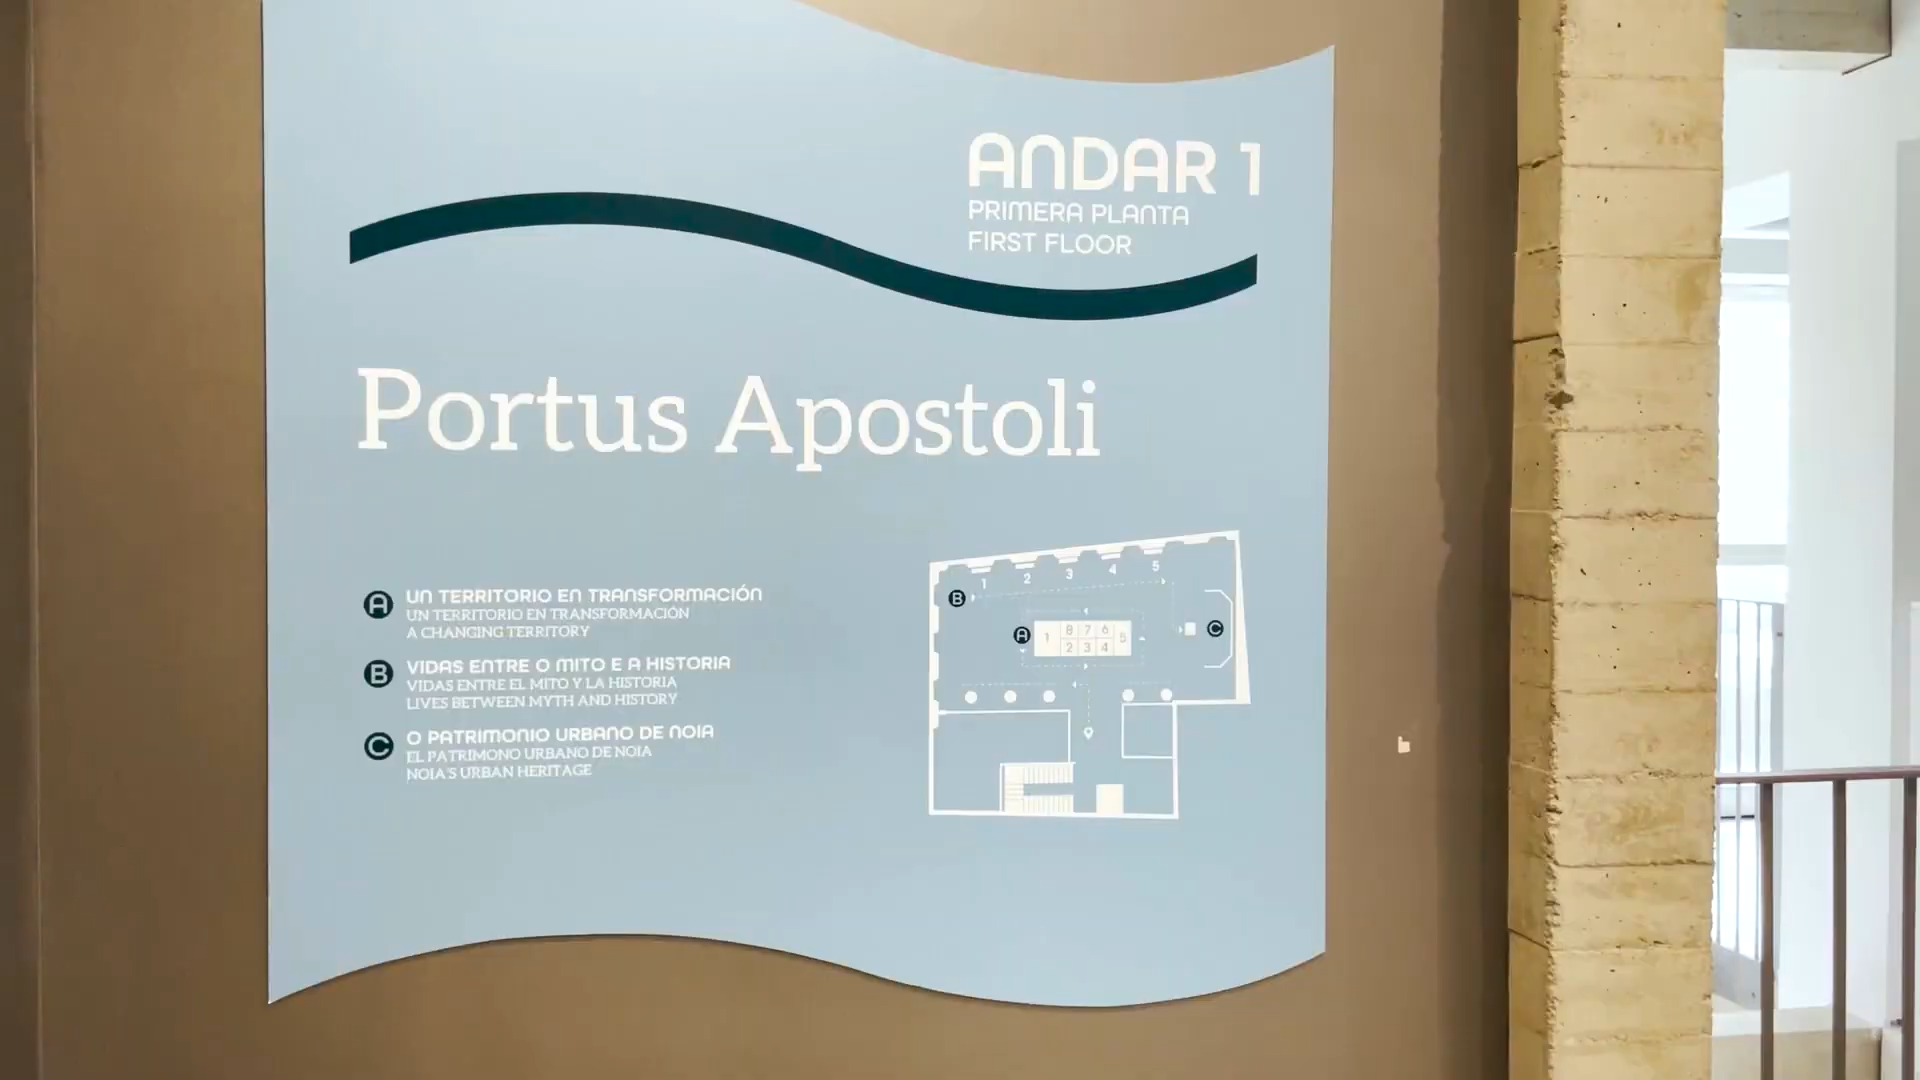 ANDAR 1
PRIMERA PLANTA
FIRST FLOOR
Portus Apostoli
A UN TERRITORIO EN TRANSFORMACIÓN
UN TERRITORIO EN TRANSFORMACIÓN
A CHANGING TERRITORY
B VIDAS ENTRE O MITO E A HISTORIA
VIDAS ENTRE EL MITO Y LA HISTORIA
LIVES BETWEEN MYTH AND HISTORY
C O PATRIMONIO URBANO DE NOIA
EL PATRIMONO URBANO DE NOIA
NOIA'S URBAN HERITAGE
1 2 3 4 5
B
A 1 8 7 6 5 C
2 3 4